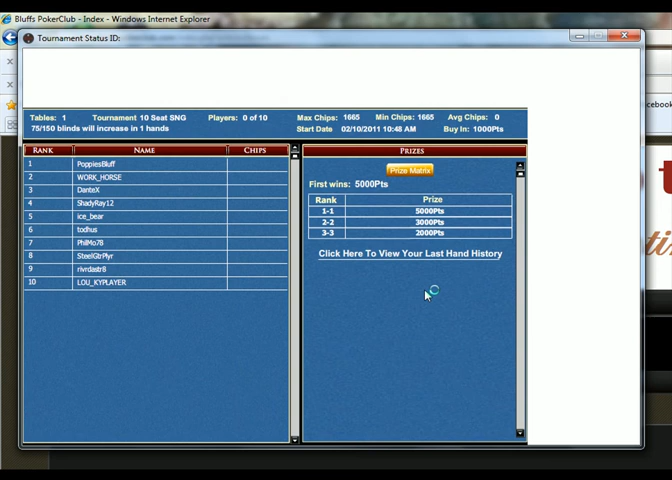 Bluffs PokerClub - Index - Windows Internet Explorer
Tournament Status ID:
Tables: 1 Tournament 10 Seat SNG Players: 0 of 10 Max Chips: 1665 Min Chips: 1665 Avg Chips: 0
75/150 blinds will increase in 1 hands Start Date 02/10/2011 10:48 AM Buy In: 1000Pts
RANK NAME CHIPS
1 PoppiesBluff
2 WORK_HORSE
3 DanteX
4 ShadyRay12
5 ice_bear
6 todhus
7 PhilMo78
8 SteelGtrPlyr
9 rivrdastr8
10 LOU_KYPLAYER
PRIZES
Prize Matrix
First wins: 5000Pts
Rank Prize
1-1 5000Pts
2-2 3000Pts
3-3 2000Pts
Click Here To View Your Last Hand History
cebo
t
ti